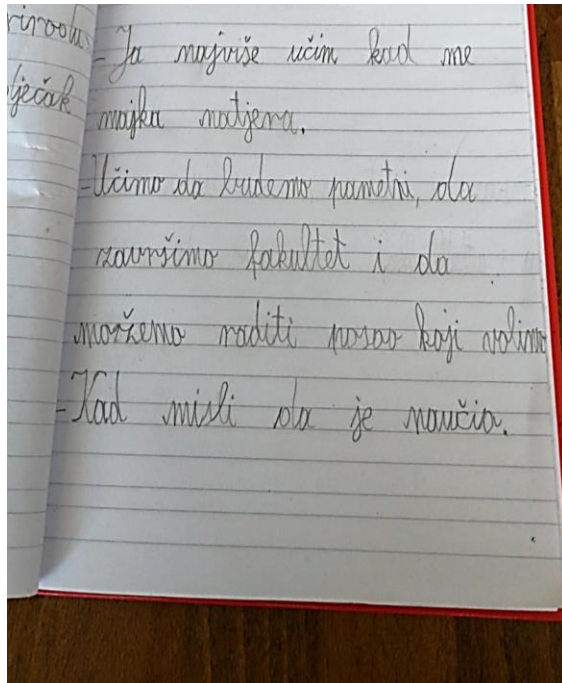 - Ja najviše učim kad me
majka natjera.
- Učimo da budemo pametni, da
završimo fakultet i da
možemo raditi posao koji volimo
- Kad misli da je naučio.